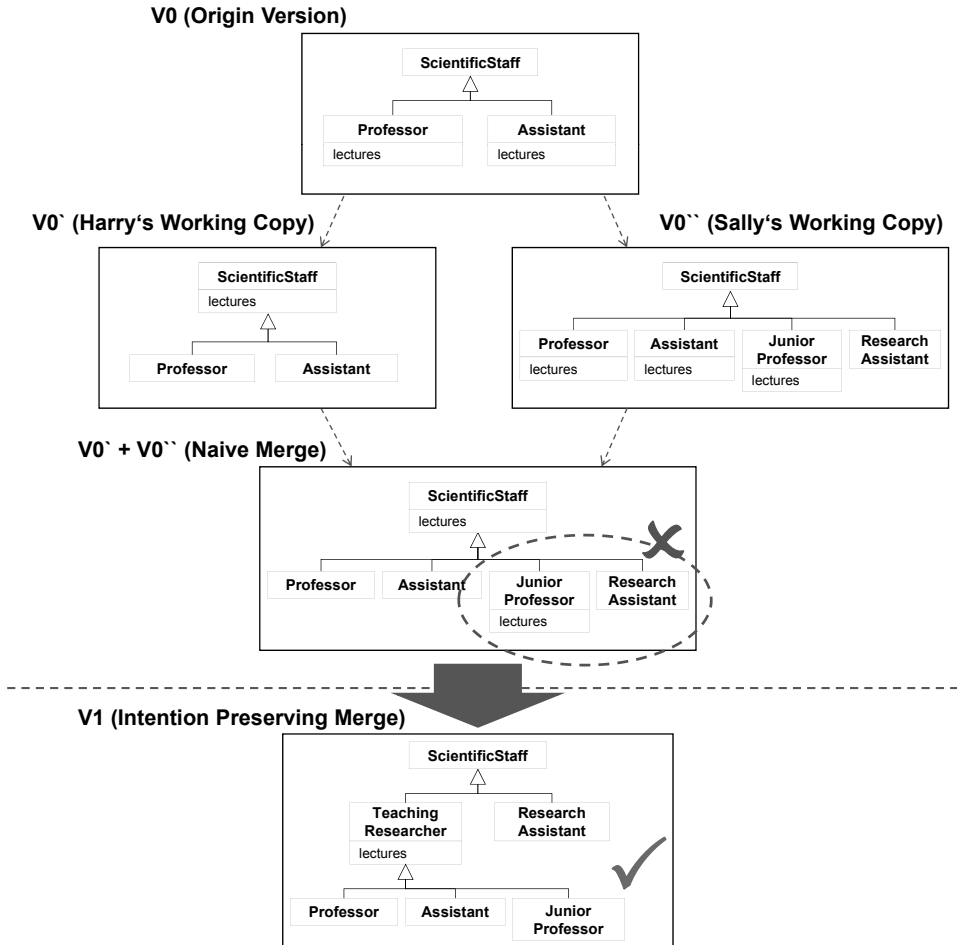 V0 (Origin Version)
ScientificStaff
Professor
lectures
Assistant
lectures
V0` (Harry‘s Working Copy)
ScientificStaff
lectures
Professor
Assistant
V0`` (Sally‘s Working Copy)
ScientificStaff
Professor
lectures
Assistant
lectures
Junior
Professor
lectures
Research
Assistant
V0` + V0`` (Naive Merge)
ScientificStaff
lectures
Professor
Assistant
Junior
Professor
lectures
Research
Assistant
V1 (Intention Preserving Merge)
ScientificStaff
Teaching
Researcher
lectures
Research
Assistant
Professor
Assistant
Junior
Professor